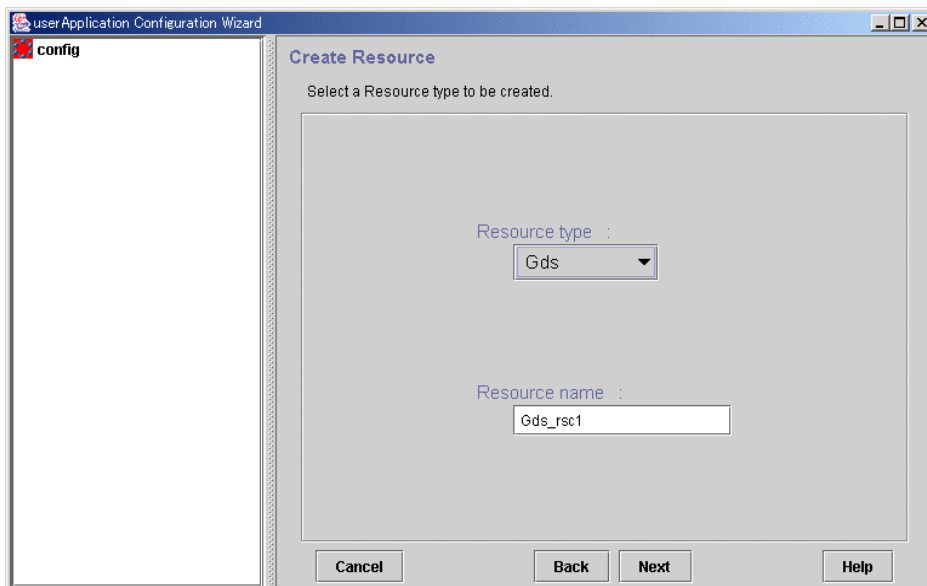 userApplication Configuration Wizard
config
Create Resource
Select a Resource type to be created.
Resource type :
Gds
Resource name :
Gds_rsc1
Cancel Back Next Help